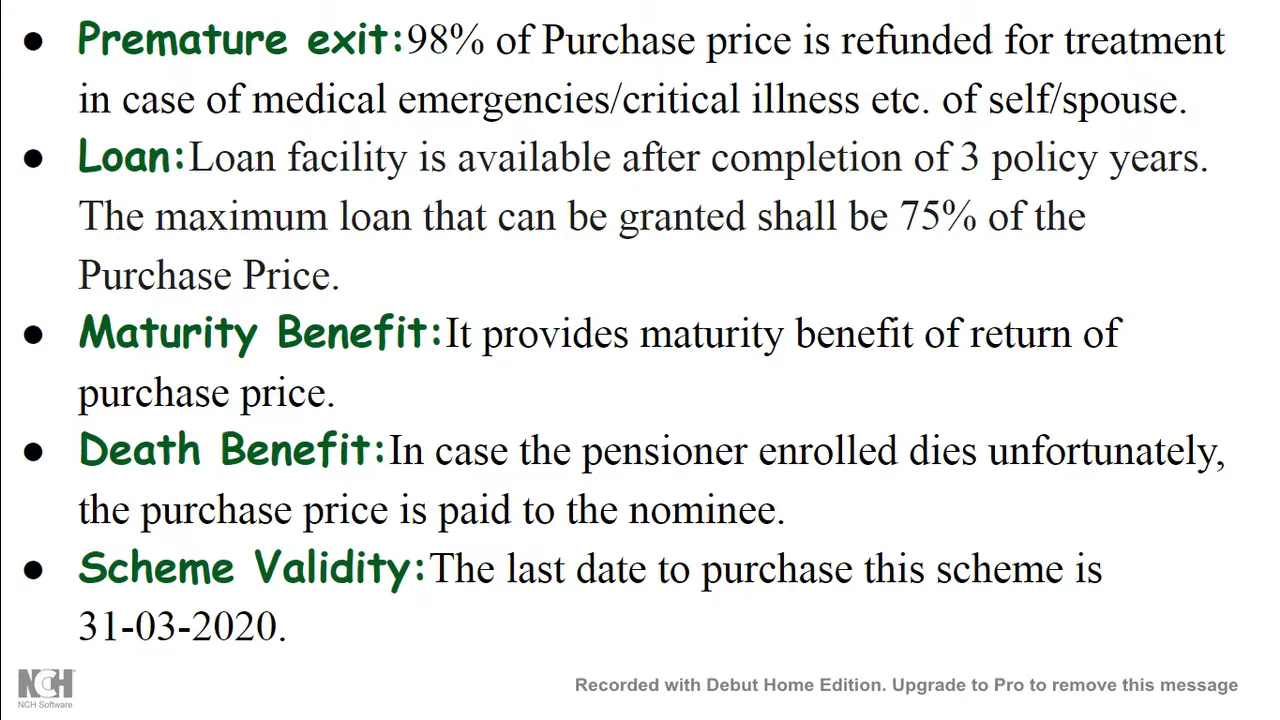 ● Premature exit:98% of Purchase price is refunded for treatment
in case of medical emergencies/critical illness etc. of self/spouse.
● Loan:Loan facility is available after completion of 3 policy years.
The maximum loan that can be granted shall be 75% of the
Purchase Price.
● Maturity Benefit:It provides maturity benefit of return of
purchase price.
● Death Benefit:In case the pensioner enrolled dies unfortunately,
the purchase price is paid to the nominee.
● Scheme Validity:The last date to purchase this scheme is
31-03-2020.
NCH
NCH Software
Recorded with Debut Home Edition. Upgrade to Pro to remove this message